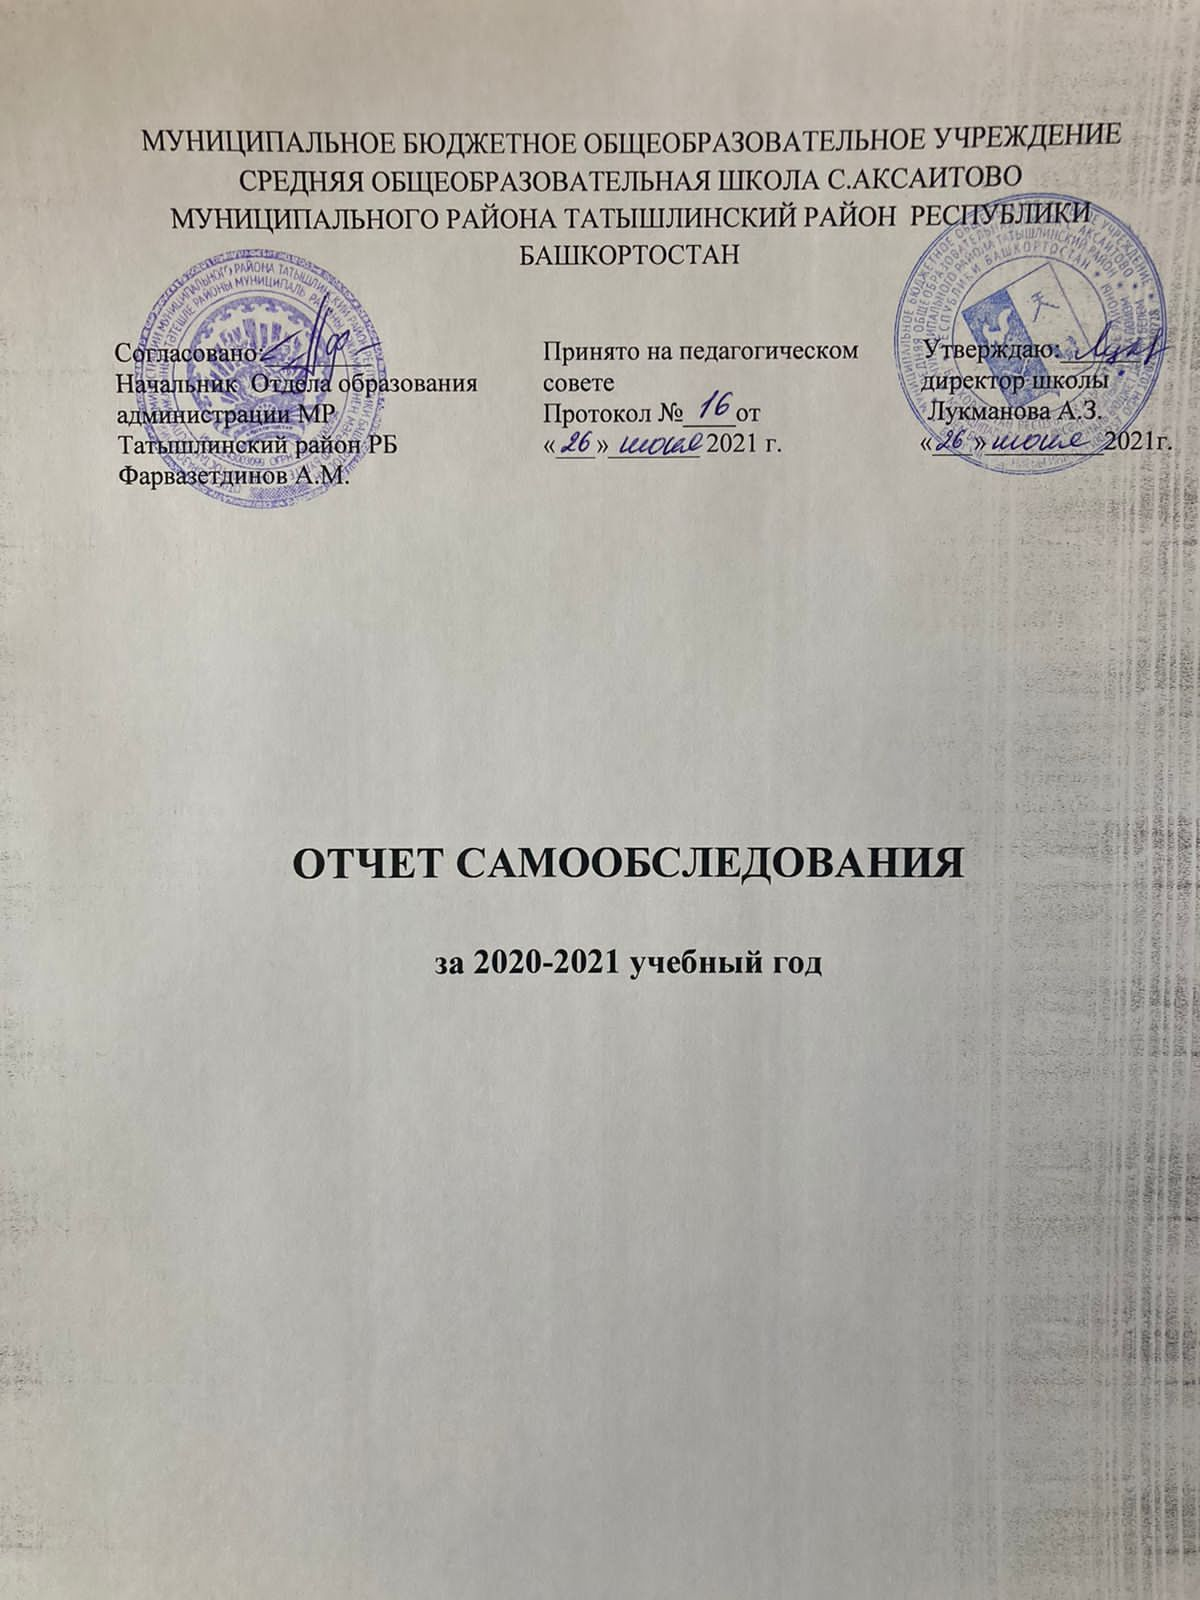 МУНИЦИПАЛЬНОЕ БЮДЖЕТНОЕ ОБЩЕОБРАЗОВАТЕЛЬНОЕ УЧРЕЖДЕНИЕ
СРЕДНЯЯ ОБЩЕОБРАЗОВАТЕЛЬНАЯ ШКОЛА С.АКСАИТОВО
МУНИЦИПАЛЬНОГО РАЙОНА ТАТЫШЛИНСКИЙ РАЙОН РЕСПУБЛИКИ
БАШКОРТОСТАН
Согласовано:
Начальник Отдела образования
администрации МР
Татышлинский район РБ
Фарвазетдинов А.М.
Принято на педагогическом
совете
Протокол № 16 от
« 26 » июля 2021 г.
Утверждаю:
директор школы
Лукманова А.З.
« 26 » июля 2021г.
ОТЧЕТ САМООБСЛЕДОВАНИЯ
за 2020-2021 учебный год